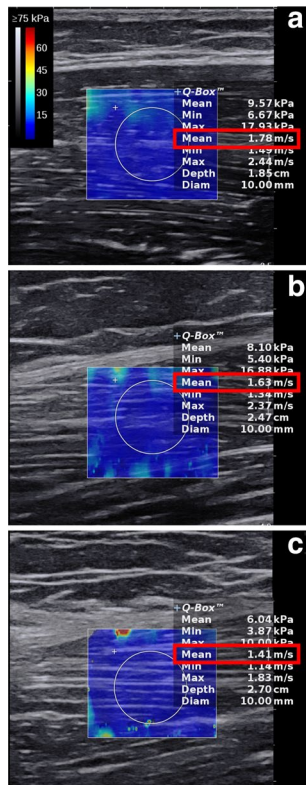 ≥75 kPa
60
45
30
15
a
+Q-Box™
Mean 9.57 kPa
Min 6.67 kPa
Max 17.93 kPa
Mean 1.78 m/s
Min 1.49 m/s
Max 2.44 m/s
Depth 1.85 cm
Diam 10.00 mm
b
+Q-Box™
Mean 8.10 kPa
Min 5.40 kPa
Max 16.88 kPa
Mean 1.63 m/s
Min 1.34 m/s
Max 2.37 m/s
Depth 2.47 cm
Diam 10.00 mm
c
+Q-Box™
Mean 6.04 kPa
Min 3.87 kPa
Max 10.00 kPa
Mean 1.41 m/s
Min 1.14 m/s
Max 1.83 m/s
Depth 2.70 cm
Diam 10.00 mm